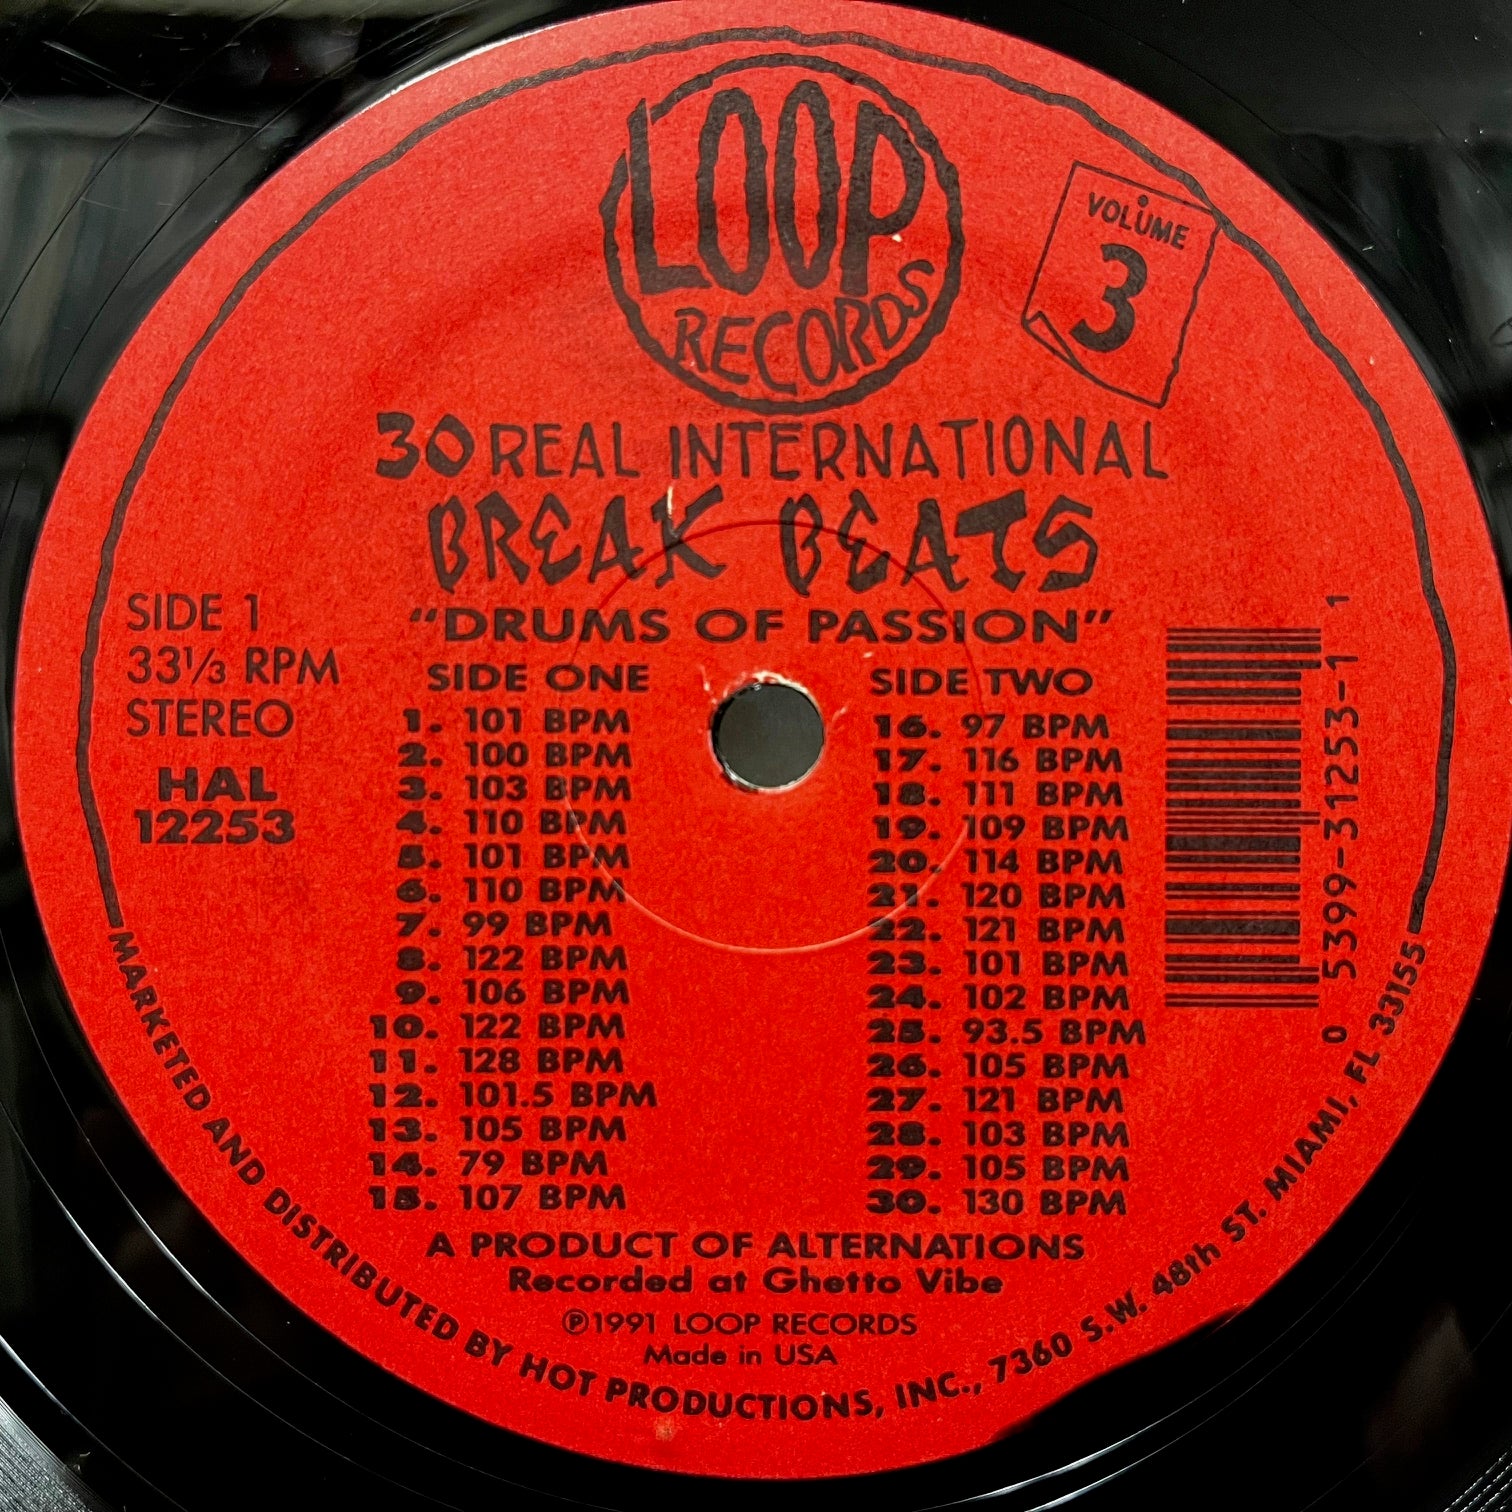 LOOP
RECORDS
VOLUME
3
30 REAL INTERNATIONAL
BREAK BEATS
"DRUMS OF PASSION"
SIDE 1
33⅓ RPM
STEREO
HAL
12253
SIDE ONE
1. 101 BPM
2. 100 BPM
3. 103 BPM
4. 110 BPM
5. 101 BPM
6. 110 BPM
7. 99 BPM
8. 122 BPM
9. 106 BPM
10. 122 BPM
11. 128 BPM
12. 101.5 BPM
13. 105 BPM
14. 79 BPM
15. 107 BPM
SIDE TWO
16. 97 BPM
17. 116 BPM
18. 111 BPM
19. 109 BPM
20. 114 BPM
21. 120 BPM
22. 121 BPM
23. 101 BPM
24. 102 BPM
25. 93.5 BPM
26. 105 BPM
27. 121 BPM
28. 103 BPM
29. 105 BPM
30. 130 BPM
0 5399-31253-1 1
A PRODUCT OF ALTERNATIONS
Recorded at Ghetto Vibe
℗1991 LOOP RECORDS
Made in USA
MARKETED AND DISTRIBUTED BY HOT PRODUCTIONS, INC., 7360 S.W. 48th ST. MIAMI, FL 33155